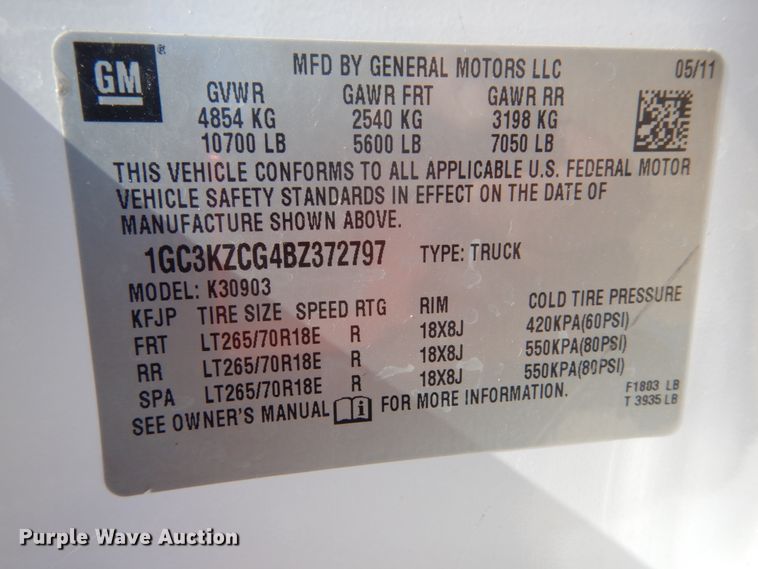 GM®
MFD BY GENERAL MOTORS LLC 05/11
GVWR GAWR FRT GAWR RR
4854 KG 2540 KG 3198 KG
10700 LB 5600 LB 7050 LB
THIS VEHICLE CONFORMS TO ALL APPLICABLE U.S. FEDERAL MOTOR
VEHICLE SAFETY STANDARDS IN EFFECT ON THE DATE OF
MANUFACTURE SHOWN ABOVE.
1GC3KZCG4BZ372797 TYPE: TRUCK
MODEL: K30903
KFJP TIRE SIZE SPEED RTG RIM COLD TIRE PRESSURE
FRT LT265/70R18E R 18X8J 420KPA(60PSI)
RR LT265/70R18E R 18X8J 550KPA(80PSI)
SPA LT265/70R18E R 18X8J 550KPA(80PSI)
SEE OWNER'S MANUAL i FOR MORE INFORMATION.
F1803 LB
T 3935 LB
Purple Wave Auction